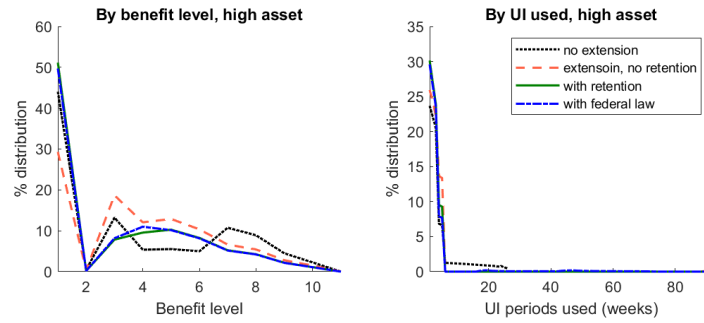 By benefit level, high asset
60
50
40
30
20
10
0
% distribution
2 4 6 8 10
Benefit level
By UI used, high asset
35
30
25
20
15
10
5
0
% distribution
20 40 60 80
UI periods used (weeks)
no extension
extensoin, no retention
with retention
with federal law